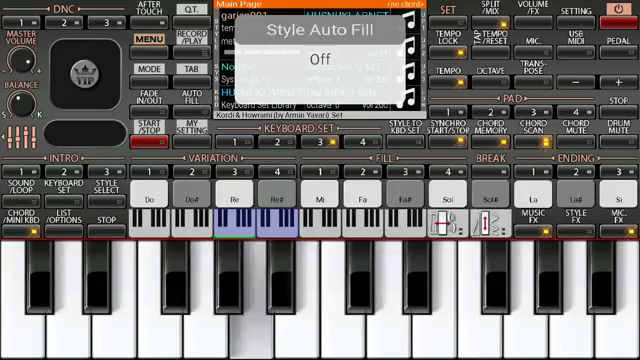 DNC
1 2 3
MASTER VOLUME
BALANCE
S K
AFTER TOUCH
Q.T.
MENU
RECORD /PLAY
MODE
TAB
FADE IN/OUT
AUTO FILL
START /STOP
MY SETTING
Main Page
<no chord>
Style Auto Fill
Off
Normal
Keyboard Set Library
Kordi & Howrami (by Armin Yavari) .Set
SET
SPLIT/ -MIX
VOLUME /FX
SETTING
TEMPO LOCK
TEMPO /RESET
MIC.
USB MIDI
PEDAL
TEMPO
OCTAVE
TRANS- POSE
− +
PAD
1 2 3 4
STYLE TO KBD SET
SYNCHRO START/STOP
CHORD MEMORY
CHORD SCAN
CHORD MUTE
DRUM MUTE
KEYBOARD SET
1 2 3 4
INTRO
VARIATION
FILL
BREAK
ENDING
1 2 3 1 2 3 4 1 2 3 4 1 2 3
SOUND /LOOP
KEYBOARD SET
STYLE SELECT
Do Do# Re Re# Mi Fa Fa# Sol Sol# La La# Si
CHORD /MINI KBD
LIST /OPTIONS
STOP
MUSIC FX
STYLE FX
MIC. FX